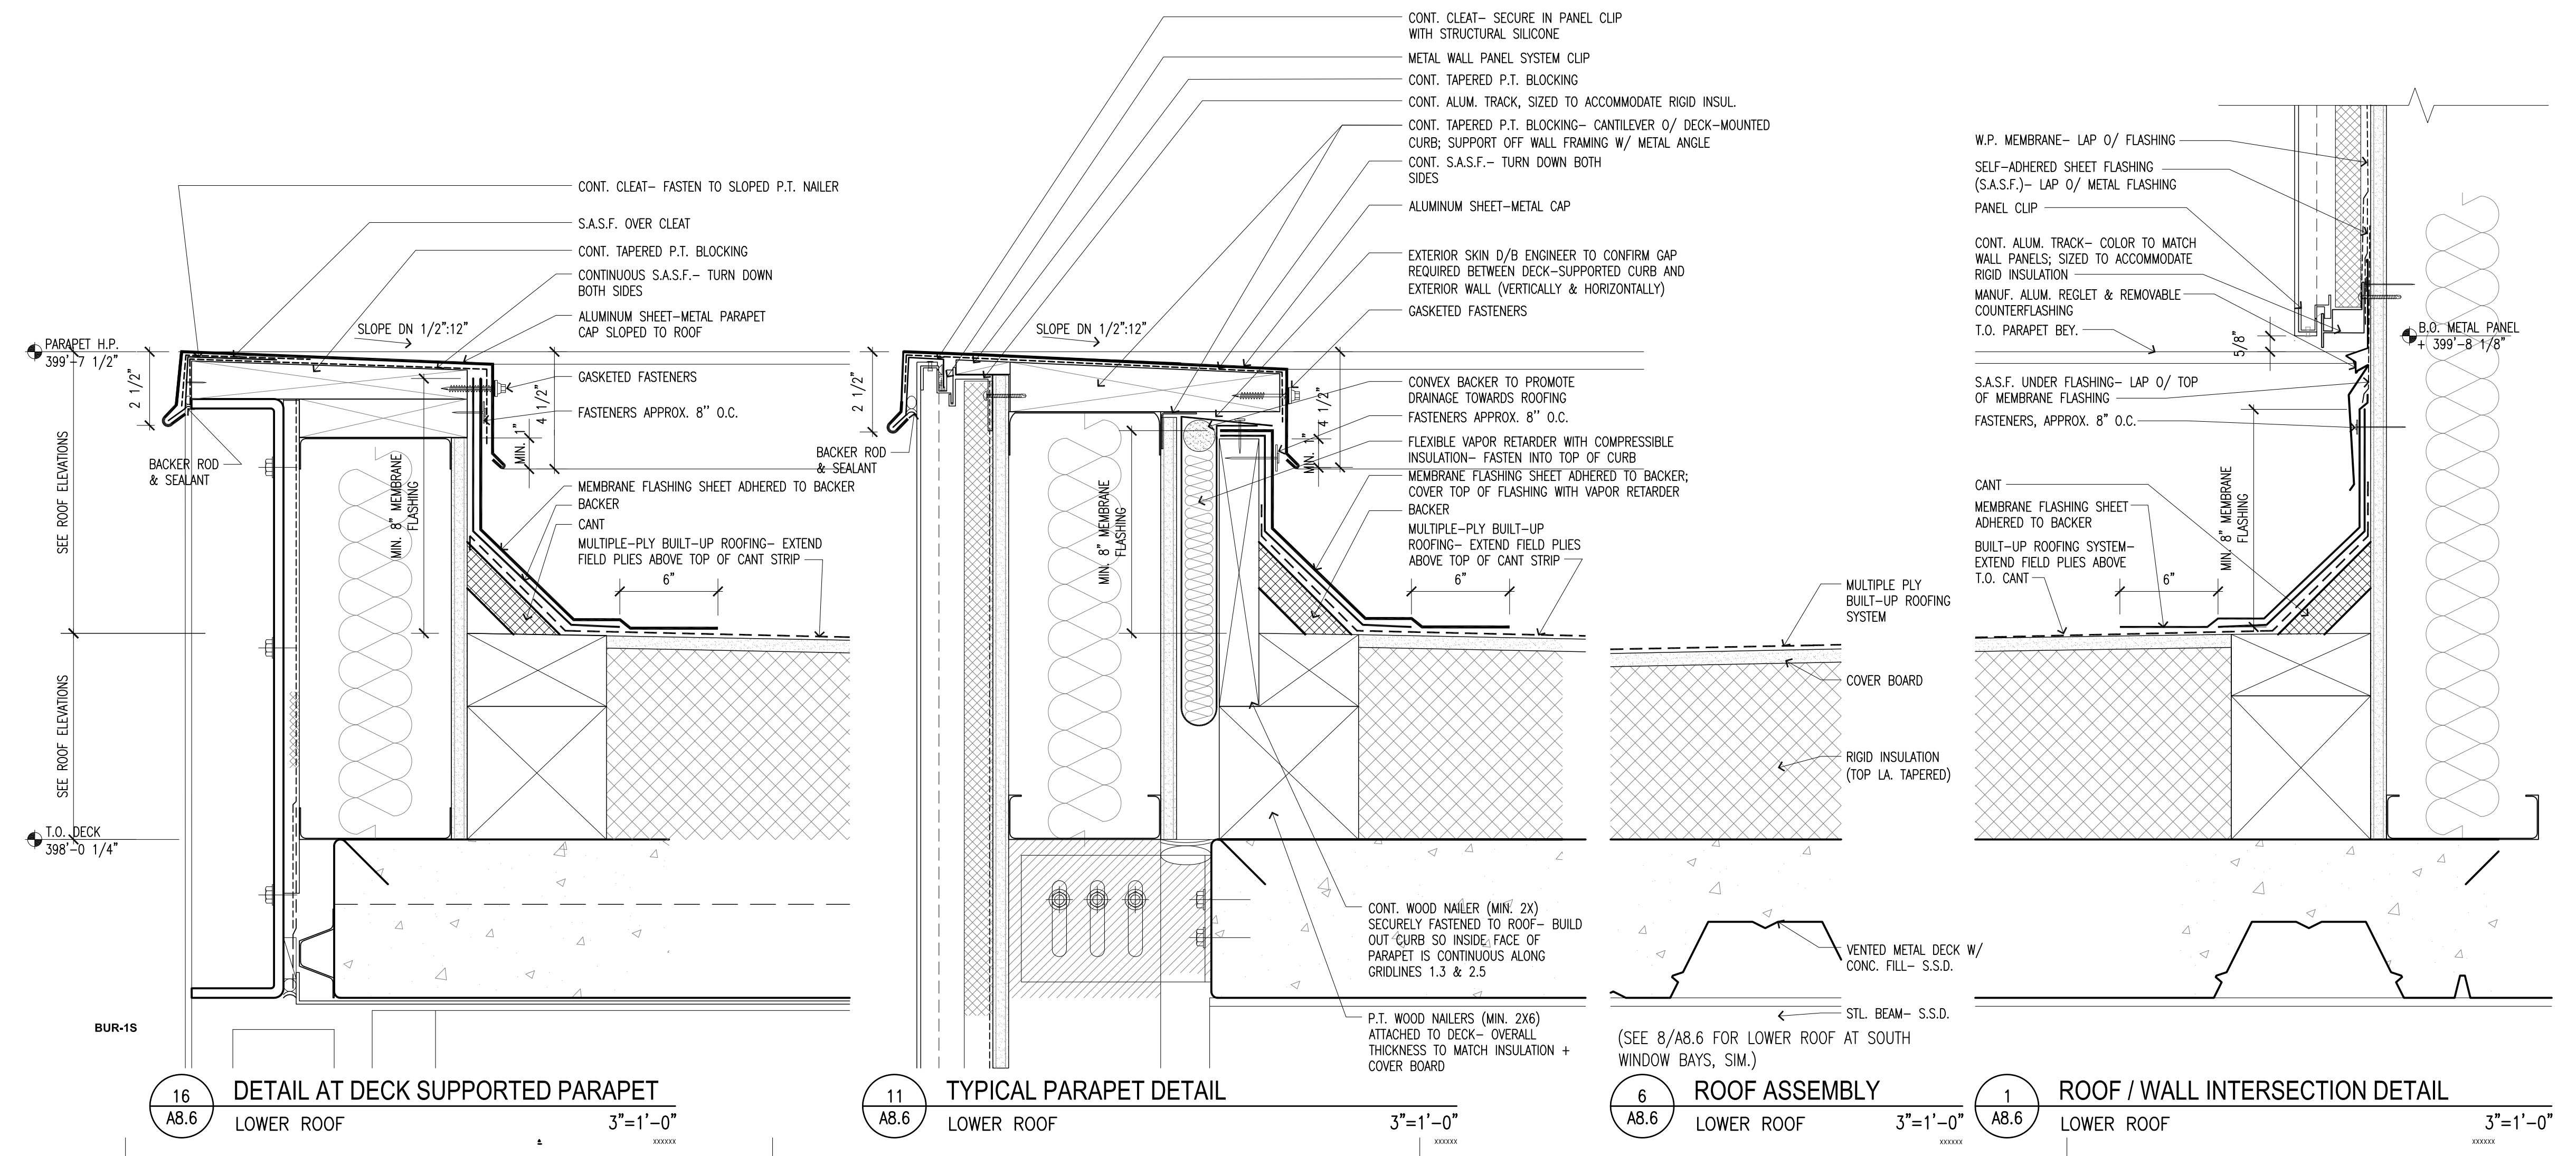 CONT. CLEAT– FASTEN TO SLOPED P.T. NAILER
S.A.S.F. OVER CLEAT
CONT. TAPERED P.T. BLOCKING
CONTINUOUS S.A.S.F.– TURN DOWN
BOTH SIDES
ALUMINUM SHEET–METAL PARAPET
CAP SLOPED TO ROOF
SLOPE DN 1/2":12"
PARAPET H.P.
399'–7 1/2"
2 1/2"
4 1/2"
MIN. 1"
GASKETED FASTENERS
FASTENERS APPROX. 8'' O.C.
BACKER ROD
& SEALANT
SEE ROOF ELEVATIONS
MIN. 8" MEMBRANE
FLASHING
MEMBRANE FLASHING SHEET ADHERED TO BACKER
BACKER
CANT
MULTIPLE–PLY BUILT–UP ROOFING– EXTEND
FIELD PLIES ABOVE TOP OF CANT STRIP
6"
SEE ROOF ELEVATIONS
T.O. DECK
398'–0 1/4"
BUR-1S
16
A8.6
DETAIL AT DECK SUPPORTED PARAPET
LOWER ROOF
3"=1'–0"
xxxxxx
CONT. CLEAT– SECURE IN PANEL CLIP
WITH STRUCTURAL SILICONE
METAL WALL PANEL SYSTEM CLIP
CONT. TAPERED P.T. BLOCKING
CONT. ALUM. TRACK, SIZED TO ACCOMMODATE RIGID INSUL.
CONT. TAPERED P.T. BLOCKING– CANTILEVER O/ DECK–MOUNTED
CURB; SUPPORT OFF WALL FRAMING W/ METAL ANGLE
CONT. S.A.S.F.– TURN DOWN BOTH
SIDES
ALUMINUM SHEET–METAL CAP
EXTERIOR SKIN D/B ENGINEER TO CONFIRM GAP
REQUIRED BETWEEN DECK–SUPPORTED CURB AND
EXTERIOR WALL (VERTICALLY & HORIZONTALLY)
GASKETED FASTENERS
SLOPE DN 1/2":12"
2 1/2"
4 1/2"
MIN. 1"
CONVEX BACKER TO PROMOTE
DRAINAGE TOWARDS ROOFING
FASTENERS APPROX. 8'' O.C.
FLEXIBLE VAPOR RETARDER WITH COMPRESSIBLE
INSULATION– FASTEN INTO TOP OF CURB
BACKER ROD
& SEALANT
MEMBRANE FLASHING SHEET ADHERED TO BACKER;
COVER TOP OF FLASHING WITH VAPOR RETARDER
BACKER
MIN. 8" MEMBRANE
FLASHING
MULTIPLE–PLY BUILT–UP
ROOFING– EXTEND FIELD PLIES
ABOVE TOP OF CANT STRIP
6"
CONT. WOOD NAILER (MIN. 2X)
SECURELY FASTENED TO ROOF– BUILD
OUT CURB SO INSIDE FACE OF
PARAPET IS CONTINUOUS ALONG
GRIDLINES 1.3 & 2.5
P.T. WOOD NAILERS (MIN. 2X6)
ATTACHED TO DECK– OVERALL
THICKNESS TO MATCH INSULATION +
COVER BOARD
11
A8.6
TYPICAL PARAPET DETAIL
LOWER ROOF
3"=1'–0"
xxxxxx
MULTIPLE PLY
BUILT–UP ROOFING
SYSTEM
COVER BOARD
RIGID INSULATION
(TOP LA. TAPERED)
VENTED METAL DECK W/
CONC. FILL– S.S.D.
STL. BEAM– S.S.D.
(SEE 8/A8.6 FOR LOWER ROOF AT SOUTH
WINDOW BAYS, SIM.)
6
A8.6
ROOF ASSEMBLY
LOWER ROOF
3"=1'–0"
xxxxxx
W.P. MEMBRANE– LAP O/ FLASHING
SELF–ADHERED SHEET FLASHING
(S.A.S.F.)– LAP O/ METAL FLASHING
PANEL CLIP
CONT. ALUM. TRACK– COLOR TO MATCH
WALL PANELS; SIZED TO ACCOMMODATE
RIGID INSULATION
MANUF. ALUM. REGLET & REMOVABLE
COUNTERFLASHING
T.O. PARAPET BEY.
5/8"
B.O. METAL PANEL
+ 399'–8 1/8"
S.A.S.F. UNDER FLASHING– LAP O/ TOP
OF MEMBRANE FLASHING
FASTENERS, APPROX. 8" O.C.
CANT
MEMBRANE FLASHING SHEET
ADHERED TO BACKER
BUILT–UP ROOFING SYSTEM–
EXTEND FIELD PLIES ABOVE
T.O. CANT
6"
MIN. 8" MEMBRANE
FLASHING
1
A8.6
ROOF / WALL INTERSECTION DETAIL
LOWER ROOF
3"=1'–0"
xxxxxx